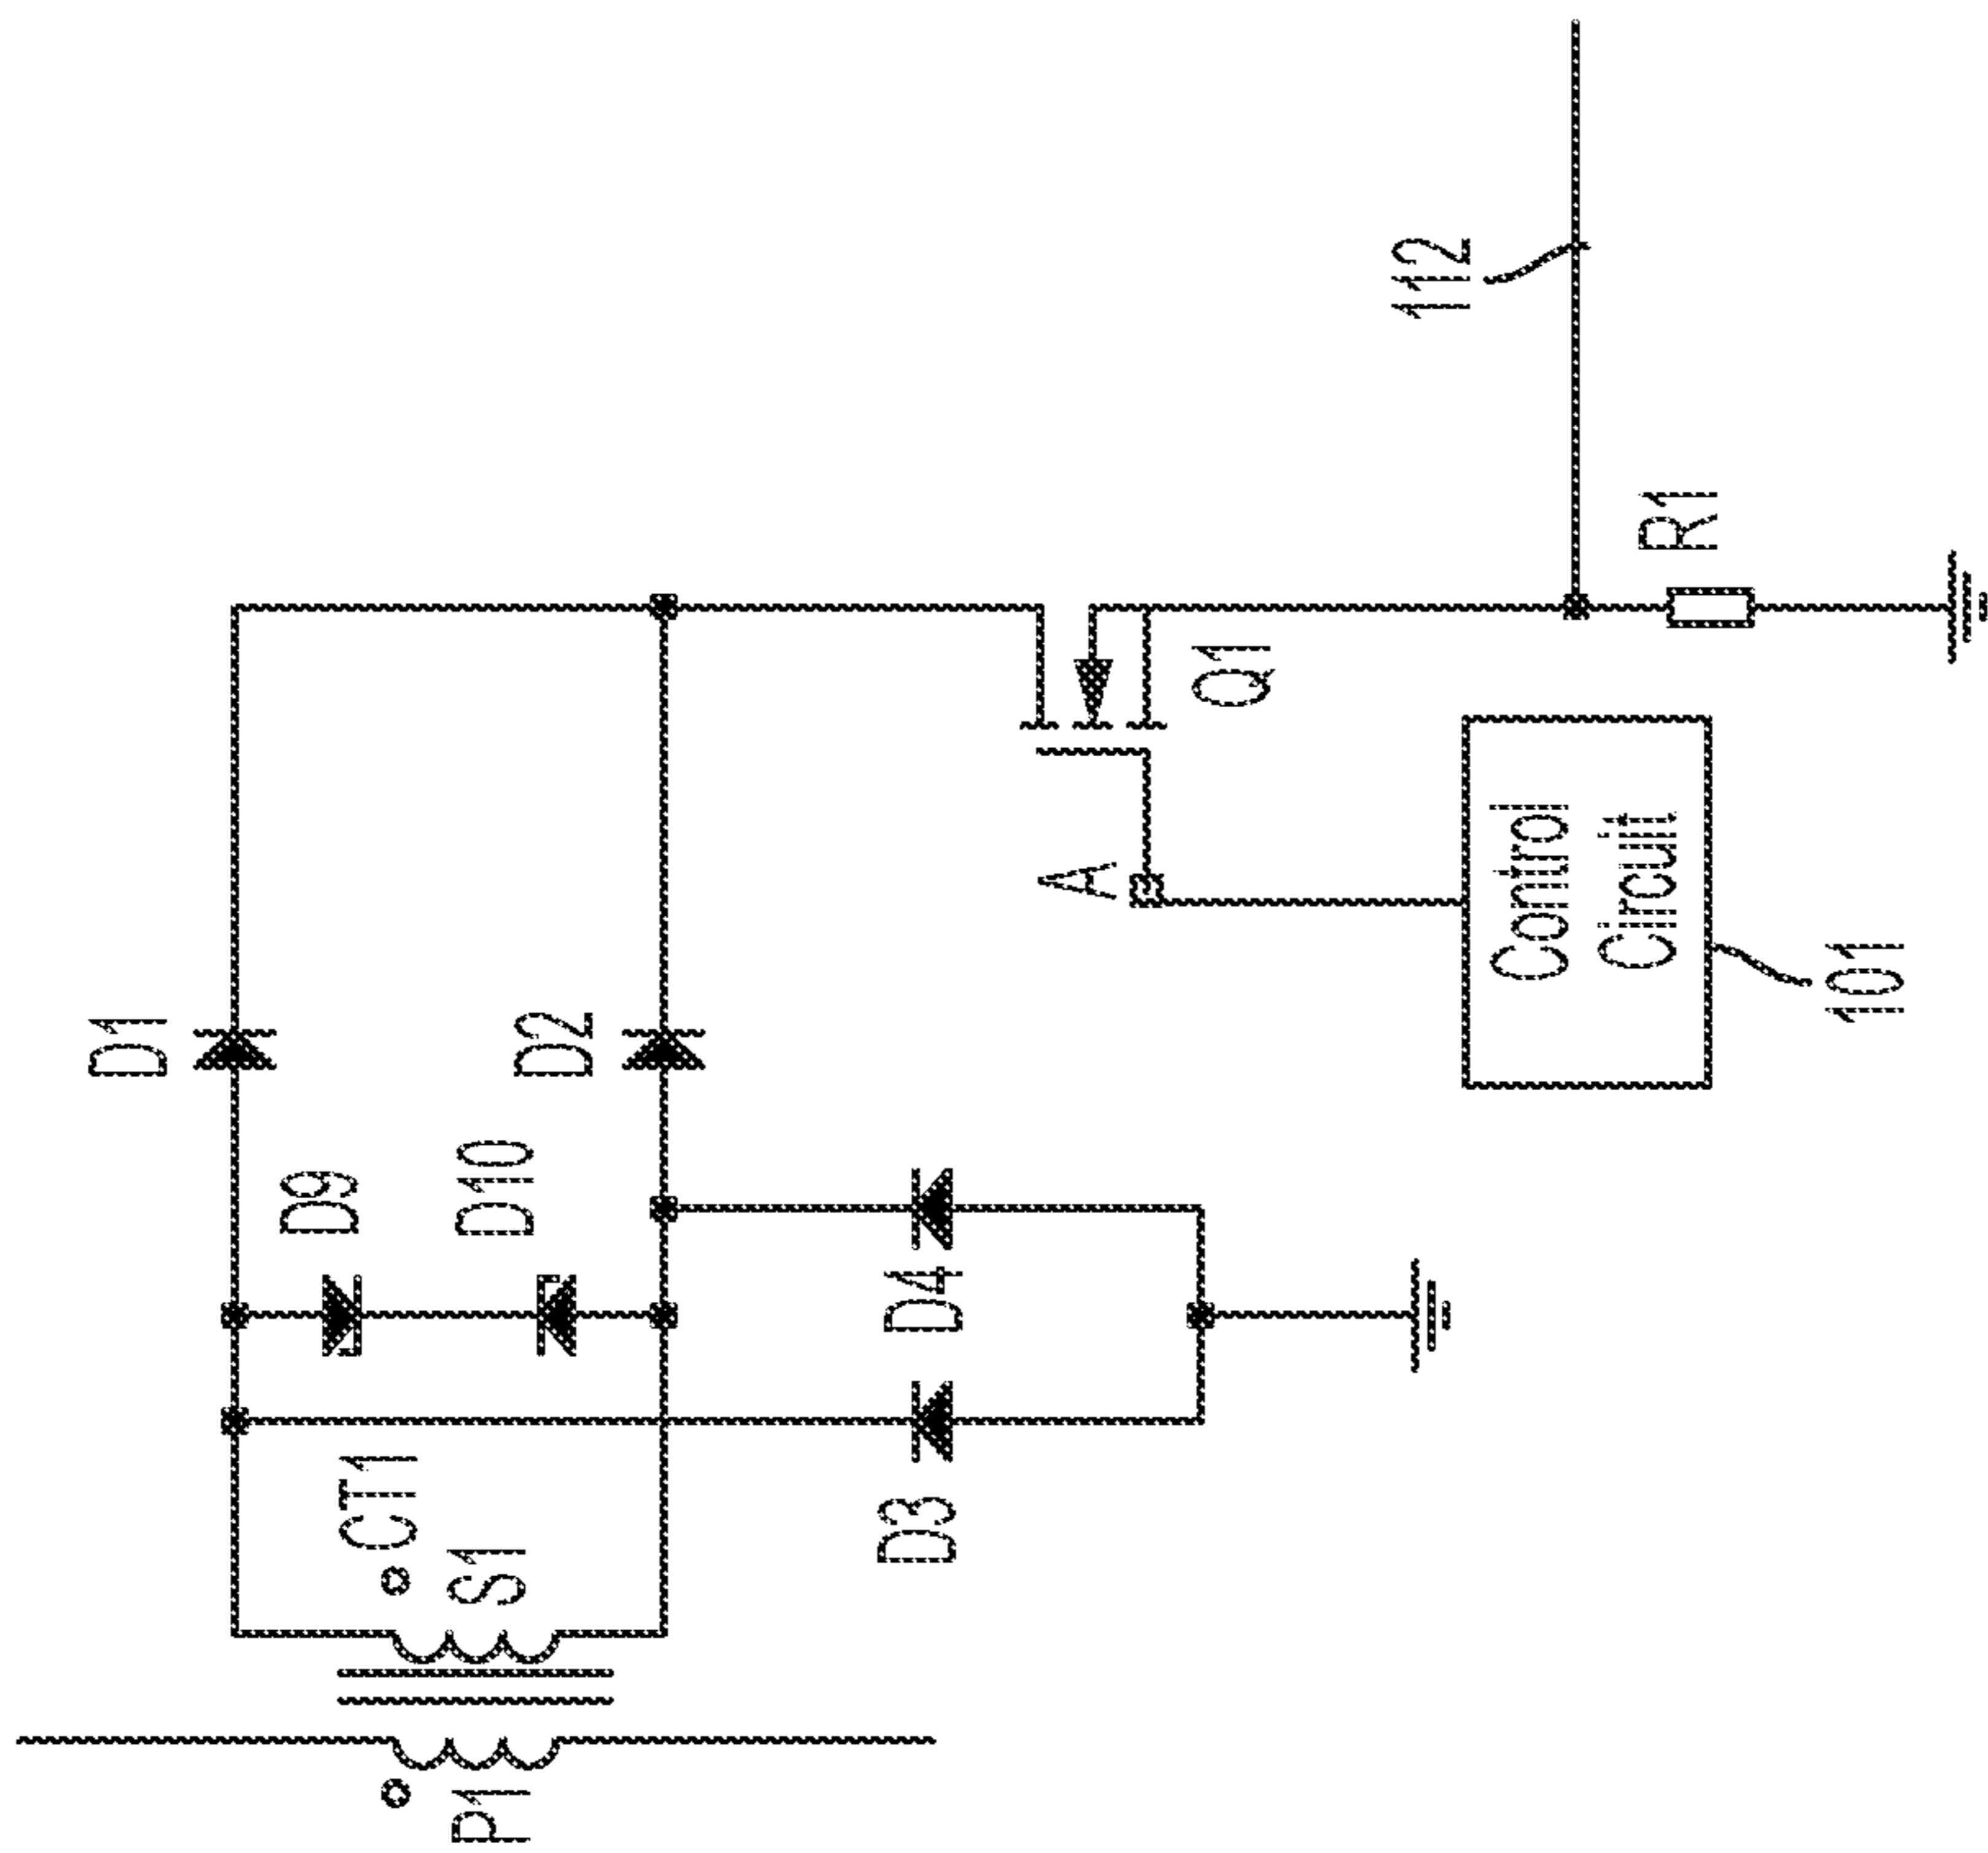 D1
D9
D10
D2
CT1
S1
P1
D3
D4
A
Q1
Control
Circuit
101
112
R1